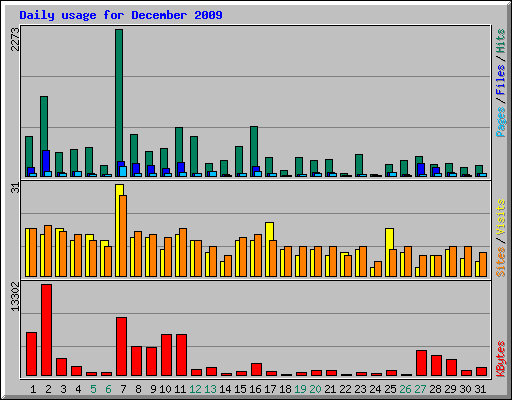 Daily usage for December 2009
2273
Pages / Files / Hits
31
Sites / Visits
13302
KBytes
1 2 3 4 5 6 7 8 9 10 11 12 13 14 15 16 17 18 19 20 21 22 23 24 25 26 27 28 29 30 31